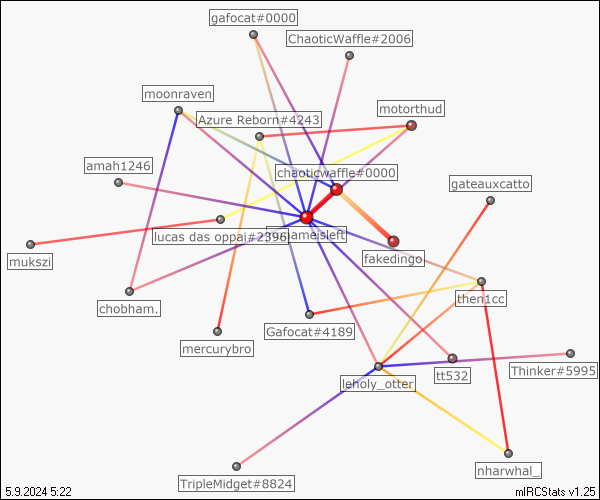 gafocat#0000
ChaoticWaffle#2006
moonraven
motorthud
Azure Reborn#4243
amah1246
chaoticwaffle#0000
gateauxcatto
lucas das oppai#2396
ameisleft
mukszi
fakedingo
then1cc
chobham.
Gafocat#4189
mercurybro
leholy_otter
tt532
Thinker#5995
nharwhal_
TripleMidget#8824
5.9.2024 5:22
mIRCStats v1.25